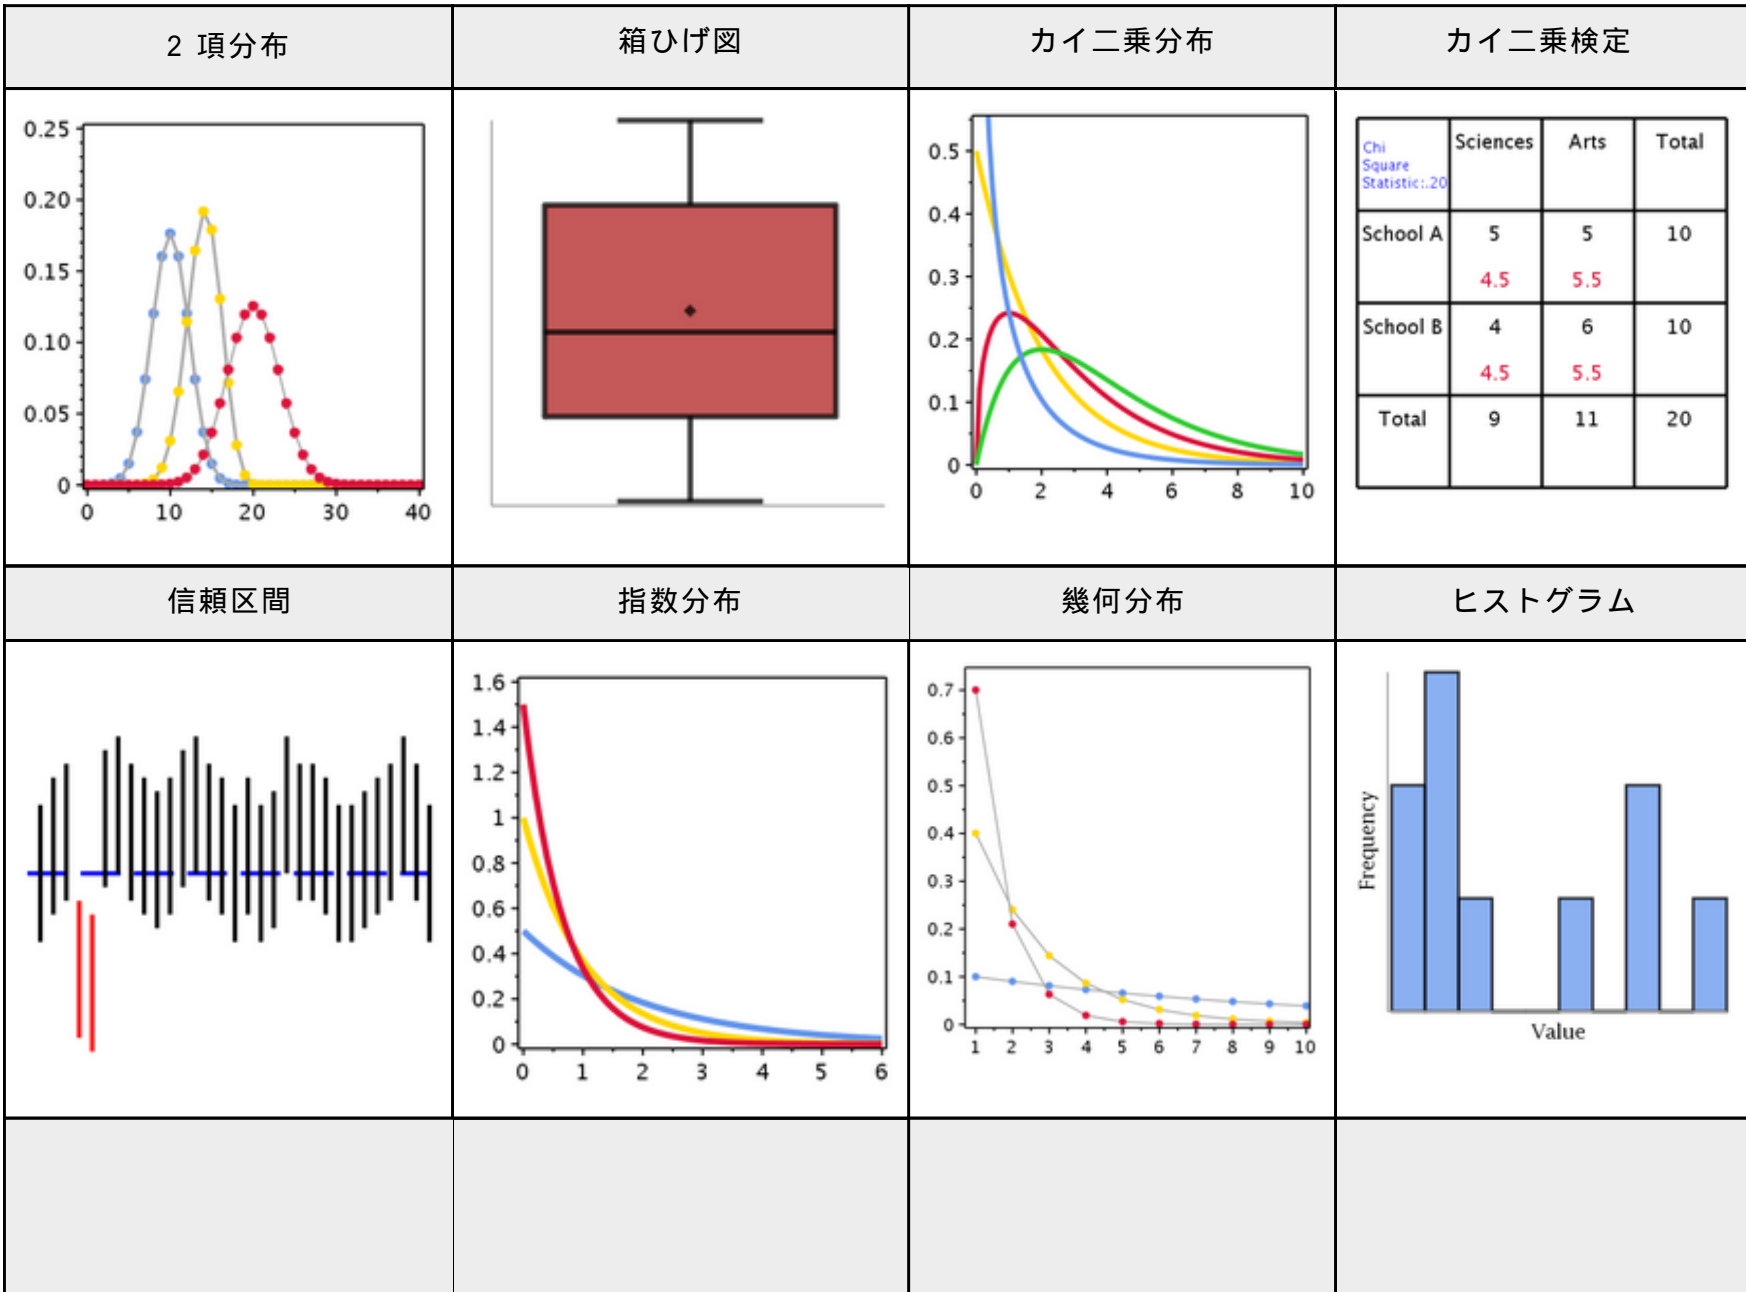 2 項分布
箱ひげ図
カイ二乗分布
カイ二乗検定
0.25
0.20
0.15
0.10
0.05
0
0 10 20 30 40
0.5
0.4
0.3
0.2
0.1
0
0 2 4 6 8 10
Chi
Square
Statistic:.20
Sciences Arts Total
School A 5 5 10
4.5 5.5
School B 4 6 10
4.5 5.5
Total 9 11 20
信頼区間
指数分布
幾何分布
ヒストグラム
1.6
1.4
1.2
1
0.8
0.6
0.4
0.2
0
0 1 2 3 4 5 6
0.7
0.6
0.5
0.4
0.3
0.2
0.1
0
1 2 3 4 5 6 7 8 9 10
Frequency
Value